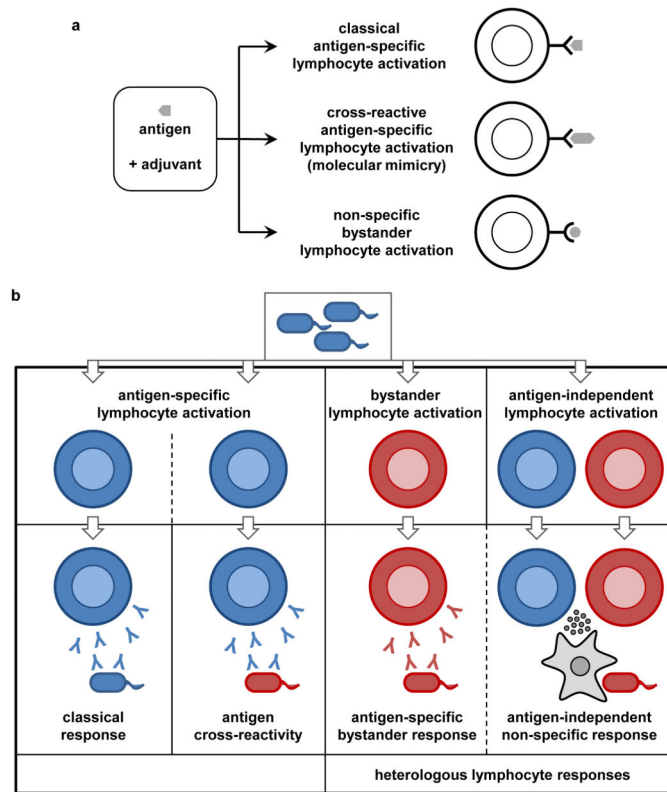 a
antigen
+ adjuvant
classical
antigen-specific
lymphocyte activation
cross-reactive
antigen-specific
lymphocyte activation
(molecular mimicry)
non-specific
bystander
lymphocyte activation
b
antigen-specific
lymphocyte activation
bystander
lymphocyte activation
antigen-independent
lymphocyte activation
classical
response
antigen
cross-reactivity
antigen-specific
bystander response
antigen-independent
non-specific response
heterologous lymphocyte responses